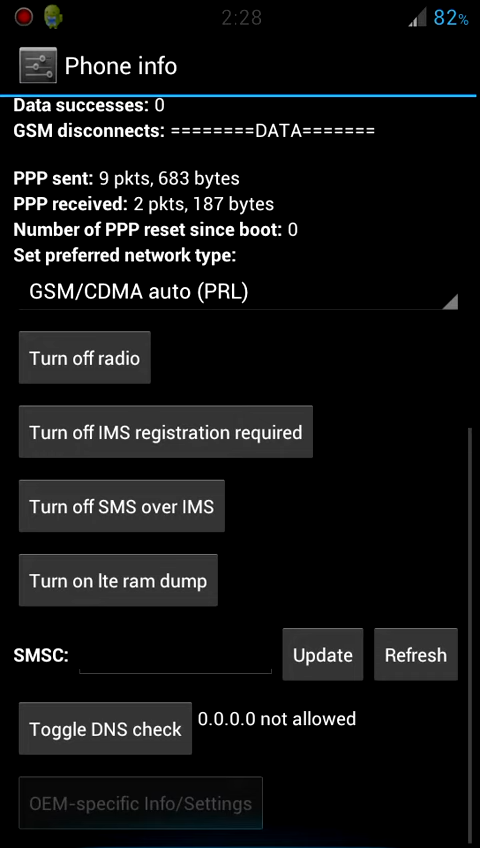 2:28
82%
Phone info
Data successes: 0
GSM disconnects: ========DATA=======
PPP sent: 9 pkts, 683 bytes
PPP received: 2 pkts, 187 bytes
Number of PPP reset since boot: 0
Set preferred network type:
GSM/CDMA auto (PRL)
Turn off radio
Turn off IMS registration required
Turn off SMS over IMS
Turn on lte ram dump
SMSC: Update Refresh
Toggle DNS check 0.0.0.0 not allowed
OEM-specific Info/Settings